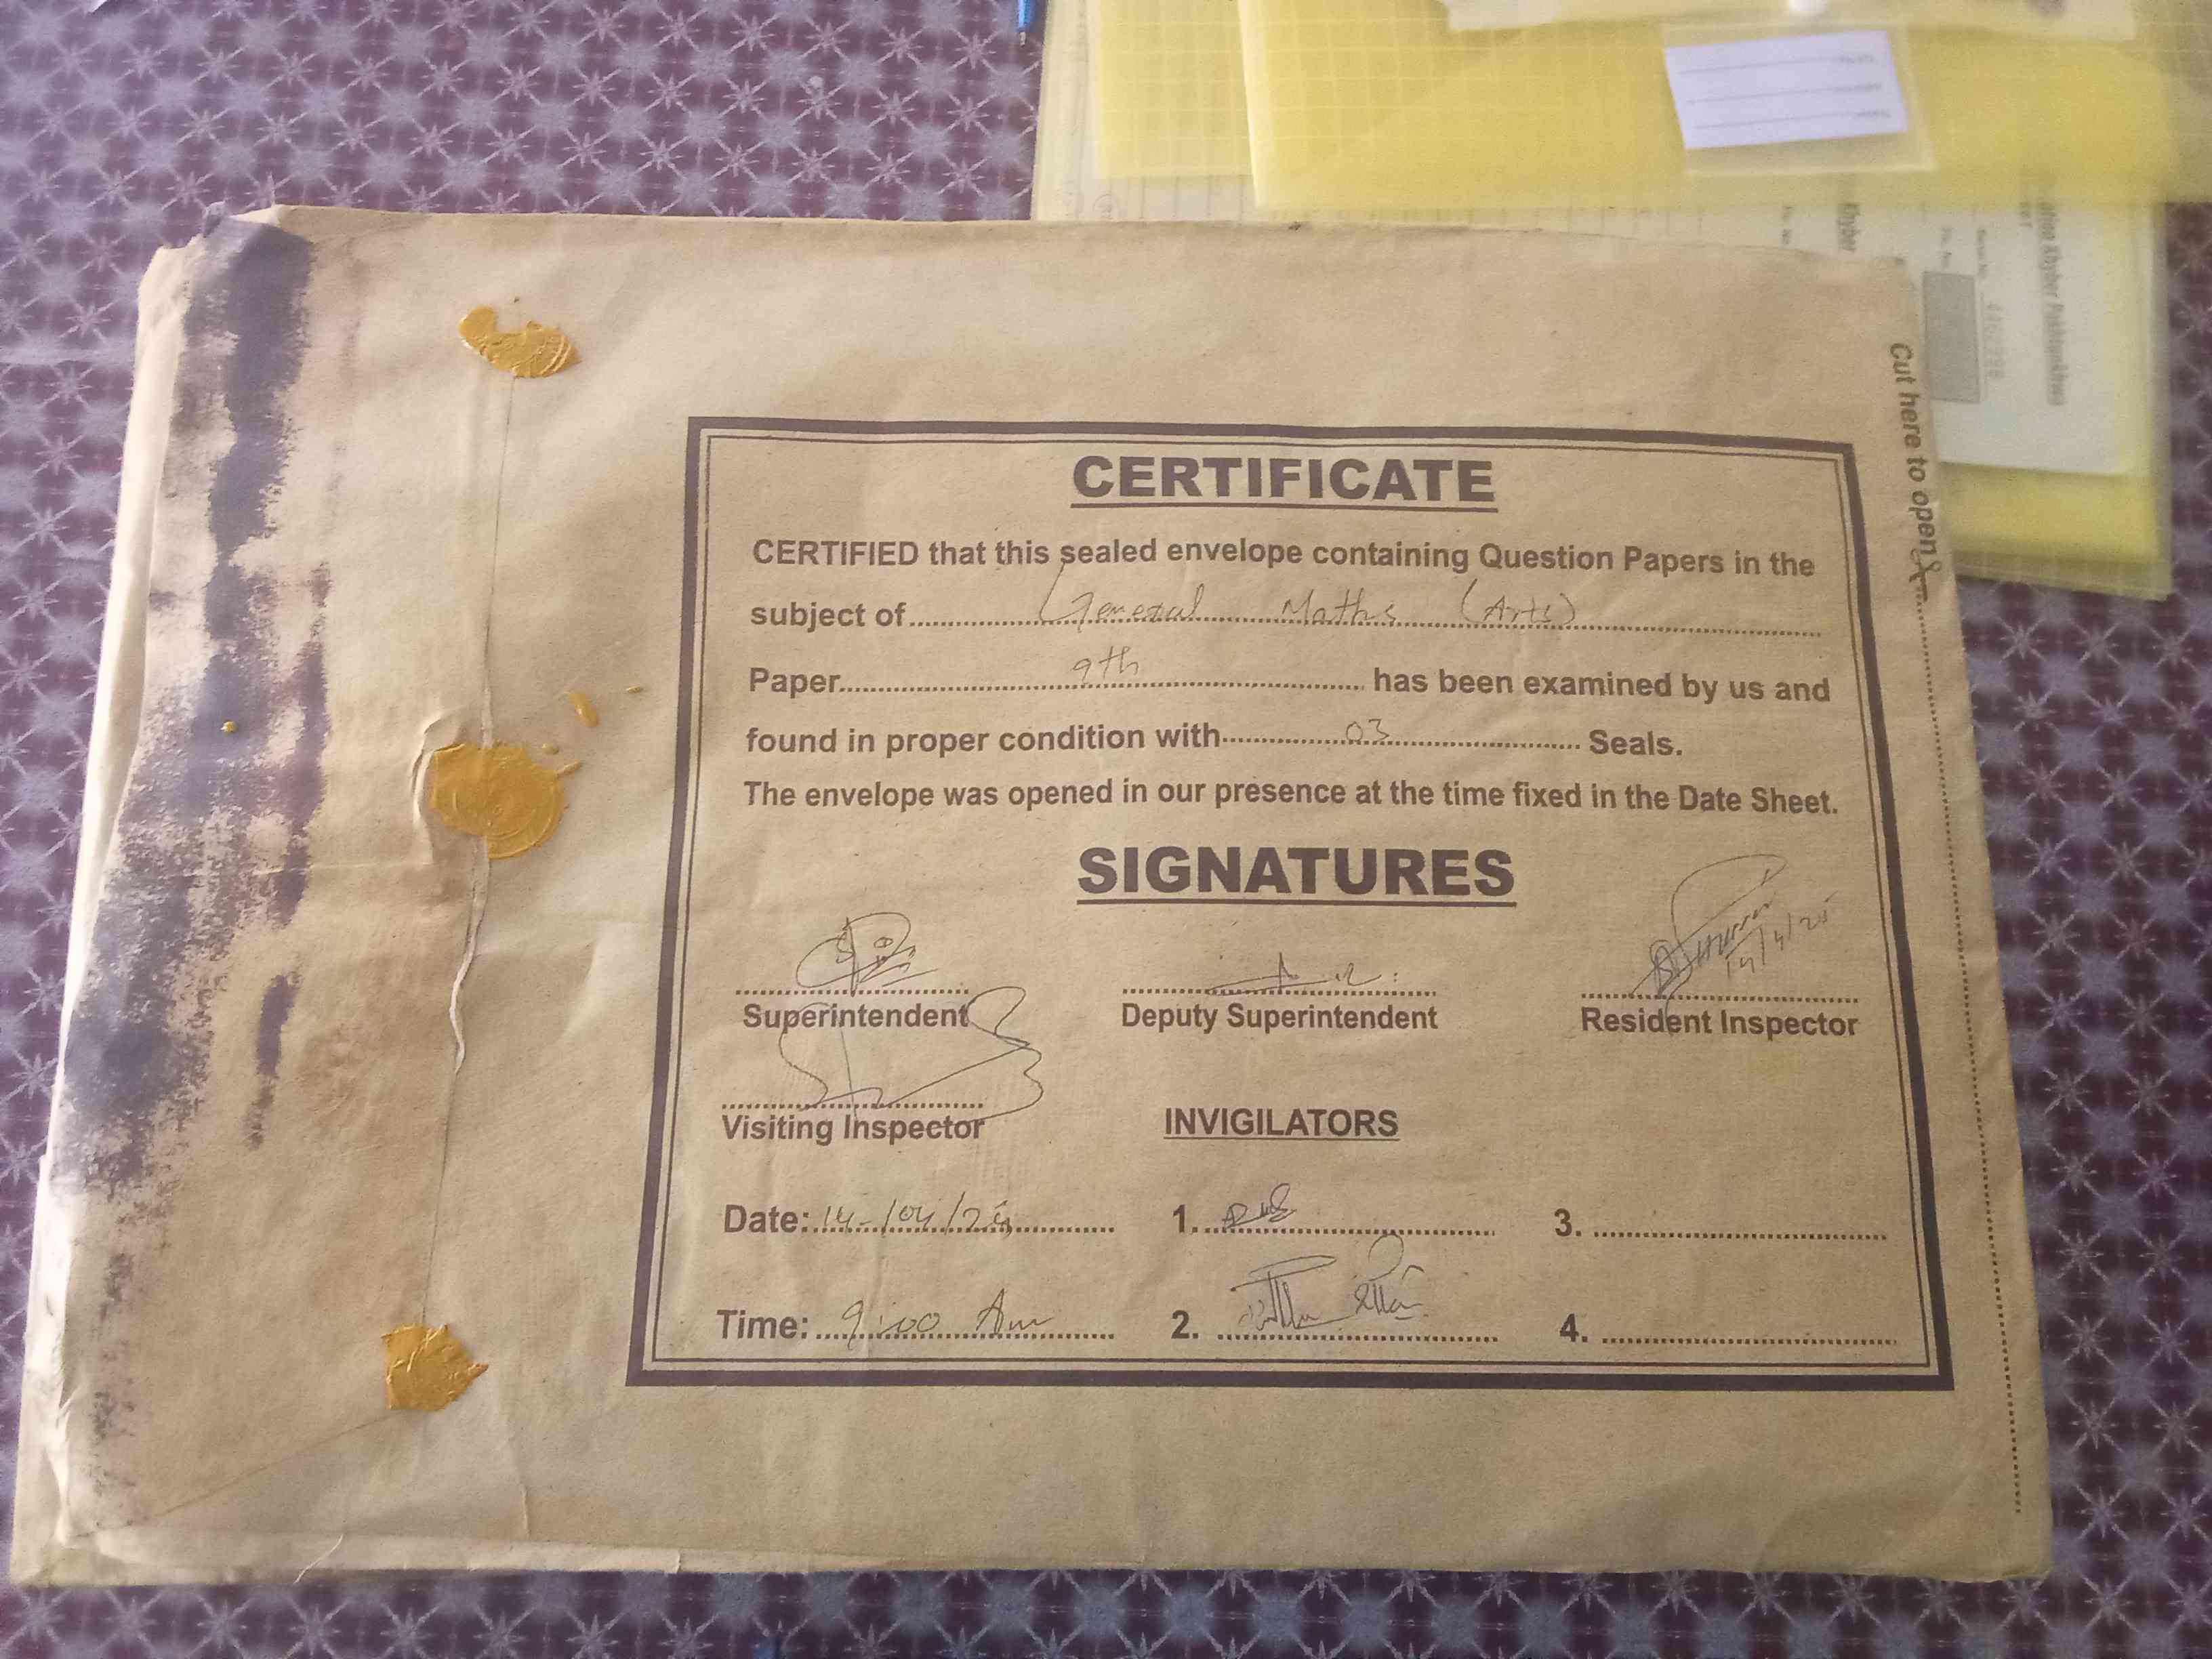 CERTIFICATE
CERTIFIED that this sealed envelope containing Question Papers in the
subject of General Maths (Arts)
Paper 9th has been examined by us and
found in proper condition with 03 Seals.
The envelope was opened in our presence at the time fixed in the Date Sheet.
SIGNATURES
14/4/25
Superintendent Deputy Superintendent Resident Inspector
Visiting Inspector INVIGILATORS
Date: 14/04/25 1. 3.
Time: 9:00 Am 2. 4.
Cut here to open
Khyber Pakhtunkhwa
Khyber